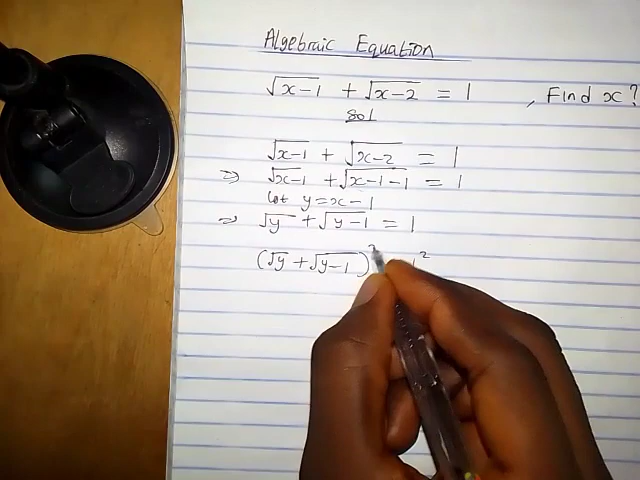 Algebraic Equation
√x-1 + √x-2 = 1 , Find x?
Sol
√x-1 + √x-2 = 1
⇒ √x-1 + √x-1-1 = 1
let y = x-1
⇒ √y + √y-1 = 1
(√y + √y-1)² 1²